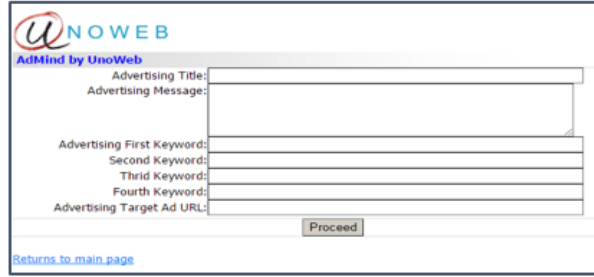 UNOWEB
AdMind by UnoWeb
Advertising Title:
Advertising Message:
Advertising First Keyword:
Second Keyword:
Thrid Keyword:
Fourth Keyword:
Advertising Target Ad URL:
Proceed
Returns to main page